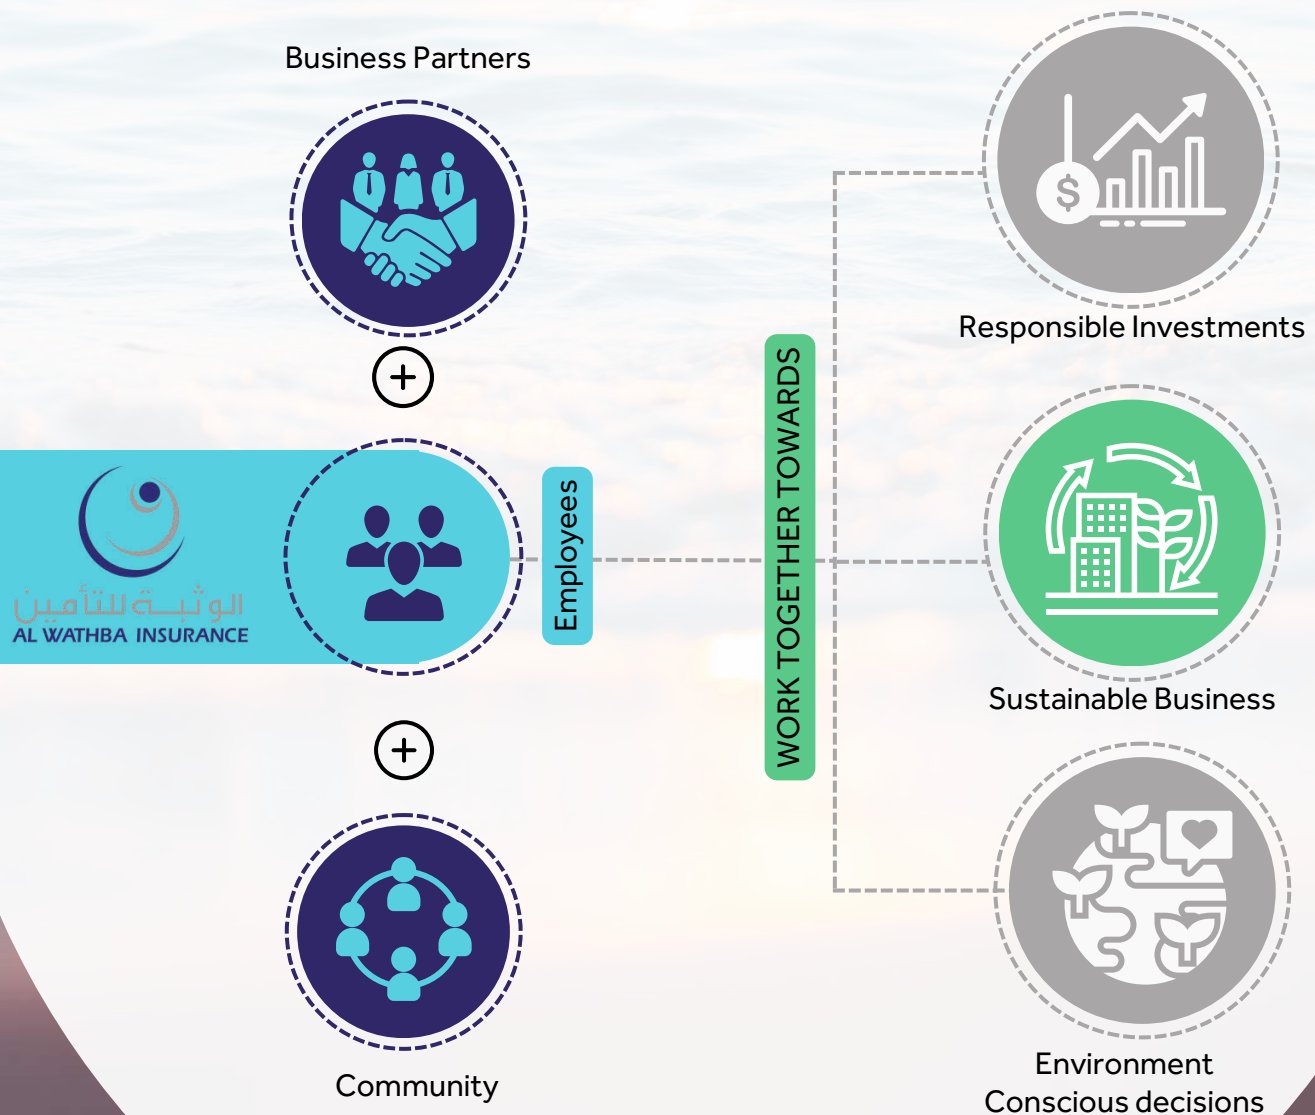 Business Partners
الوثبة للتأمين
AL WATHBA INSURANCE
Employees
Community
WORK TOGETHER TOWARDS
$
Responsible Investments
Sustainable Business
Environment
Conscious decisions